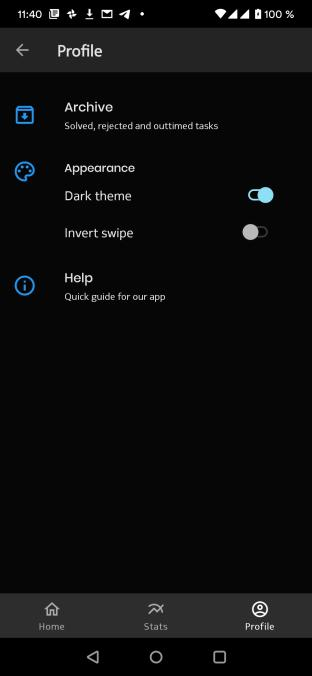 11:40 100 %
Profile
Archive
Solved, rejected and outtimed tasks
Appearance
Dark theme
Invert swipe
Help
Quick guide for our app
Home Stats Profile